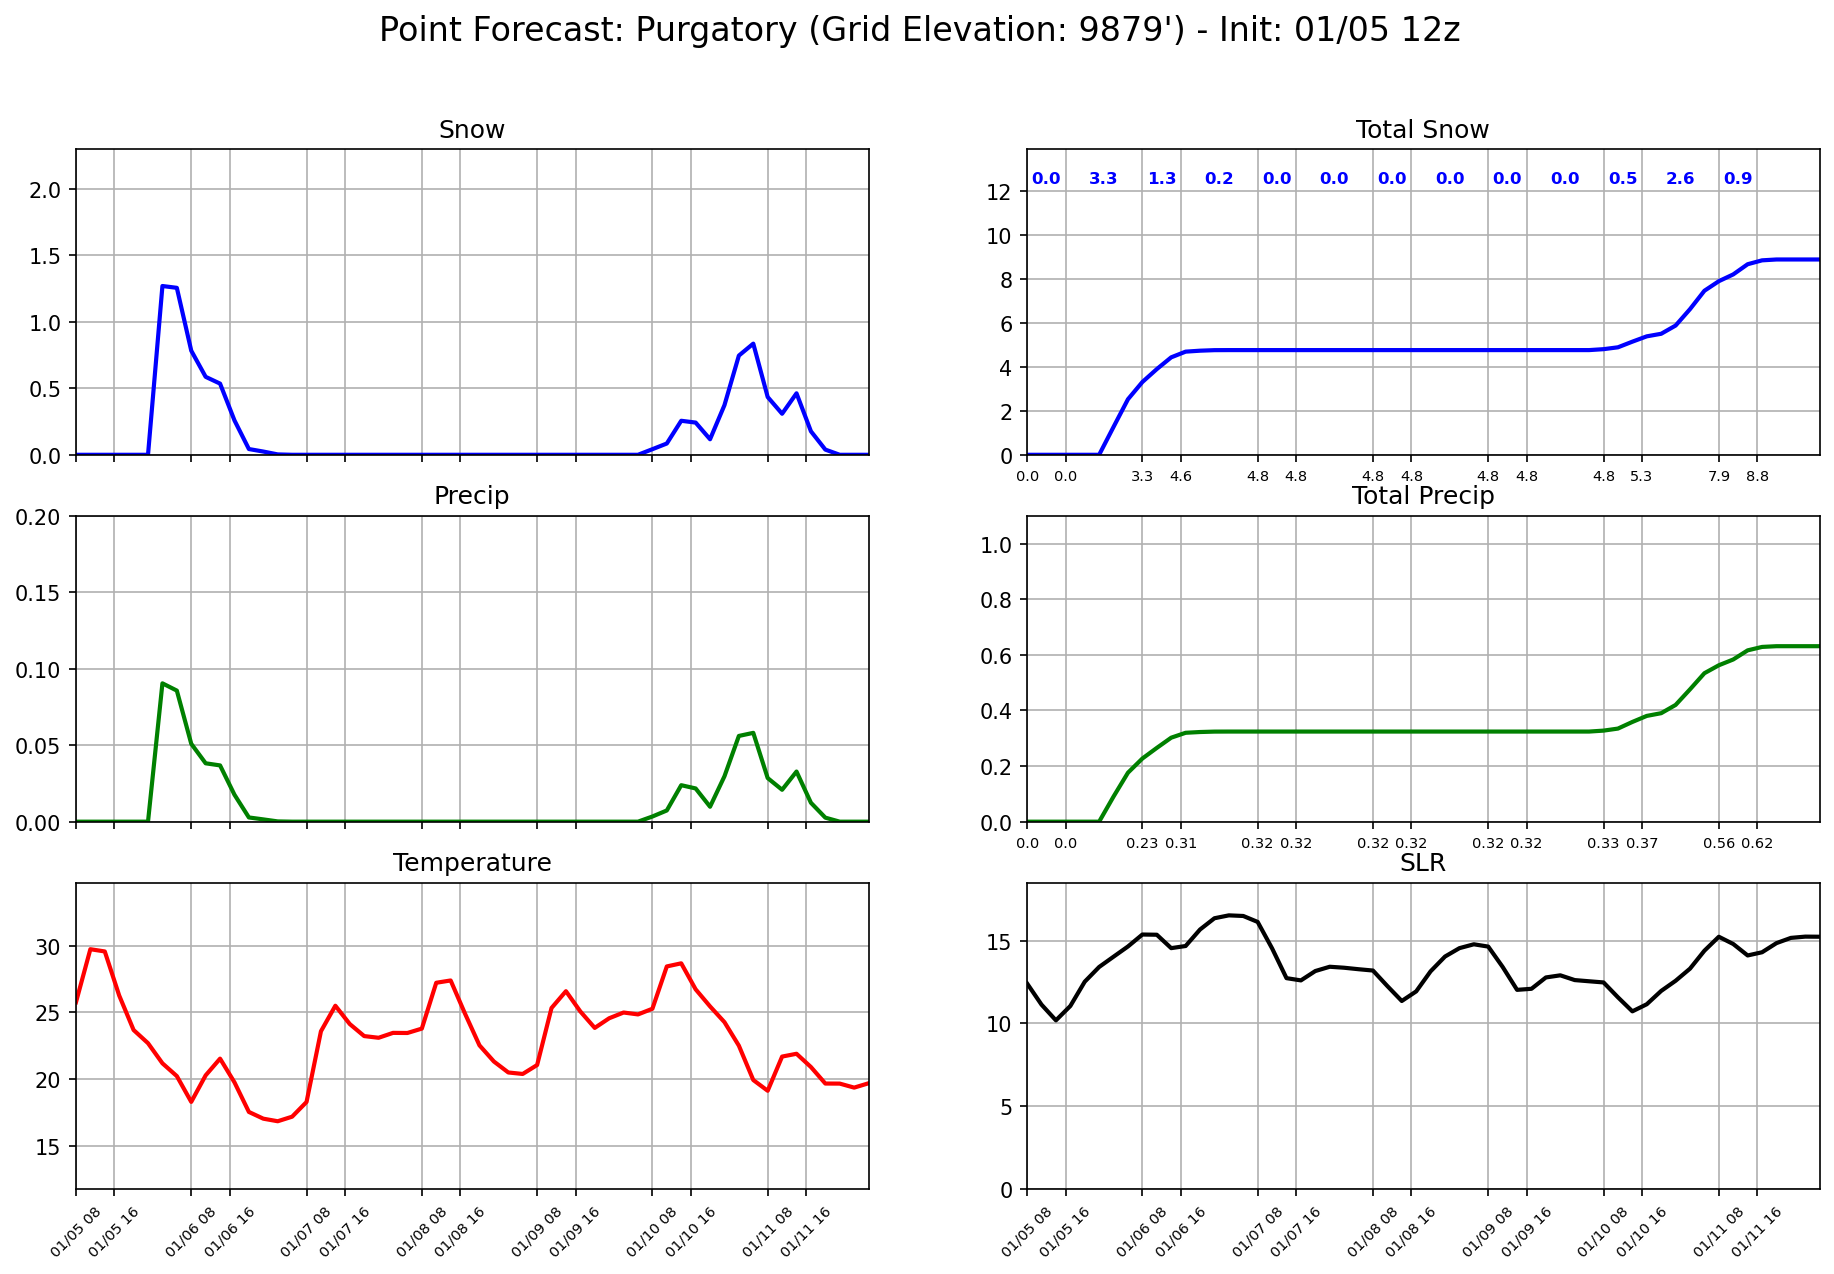 Point Forecast: Purgatory (Grid Elevation: 9879') - Init: 01/05 12z
Snow
2.0
1.5
1.0
0.5
0.0
Total Snow
0.0 3.3 1.3 0.2 0.0 0.0 0.0 0.0 0.0 0.0 0.5 2.6 0.9
12
10
8
6
4
2
0
0.0 0.0 3.3 4.6 4.8 4.8 4.8 4.8 4.8 4.8 4.8 5.3 7.9 8.8
Precip
0.20
0.15
0.10
0.05
0.00
Total Precip
1.0
0.8
0.6
0.4
0.2
0.0
0.0 0.0 0.23 0.31 0.32 0.32 0.32 0.32 0.32 0.32 0.33 0.37 0.56 0.62
Temperature
30
25
20
15
01/05 08 01/05 16 01/06 08 01/06 16 01/07 08 01/07 16 01/08 08 01/08 16 01/09 08 01/09 16 01/10 08 01/10 16 01/11 08 01/11 16
SLR
15
10
5
0
01/05 08 01/05 16 01/06 08 01/06 16 01/07 08 01/07 16 01/08 08 01/08 16 01/09 08 01/09 16 01/10 08 01/10 16 01/11 08 01/11 16